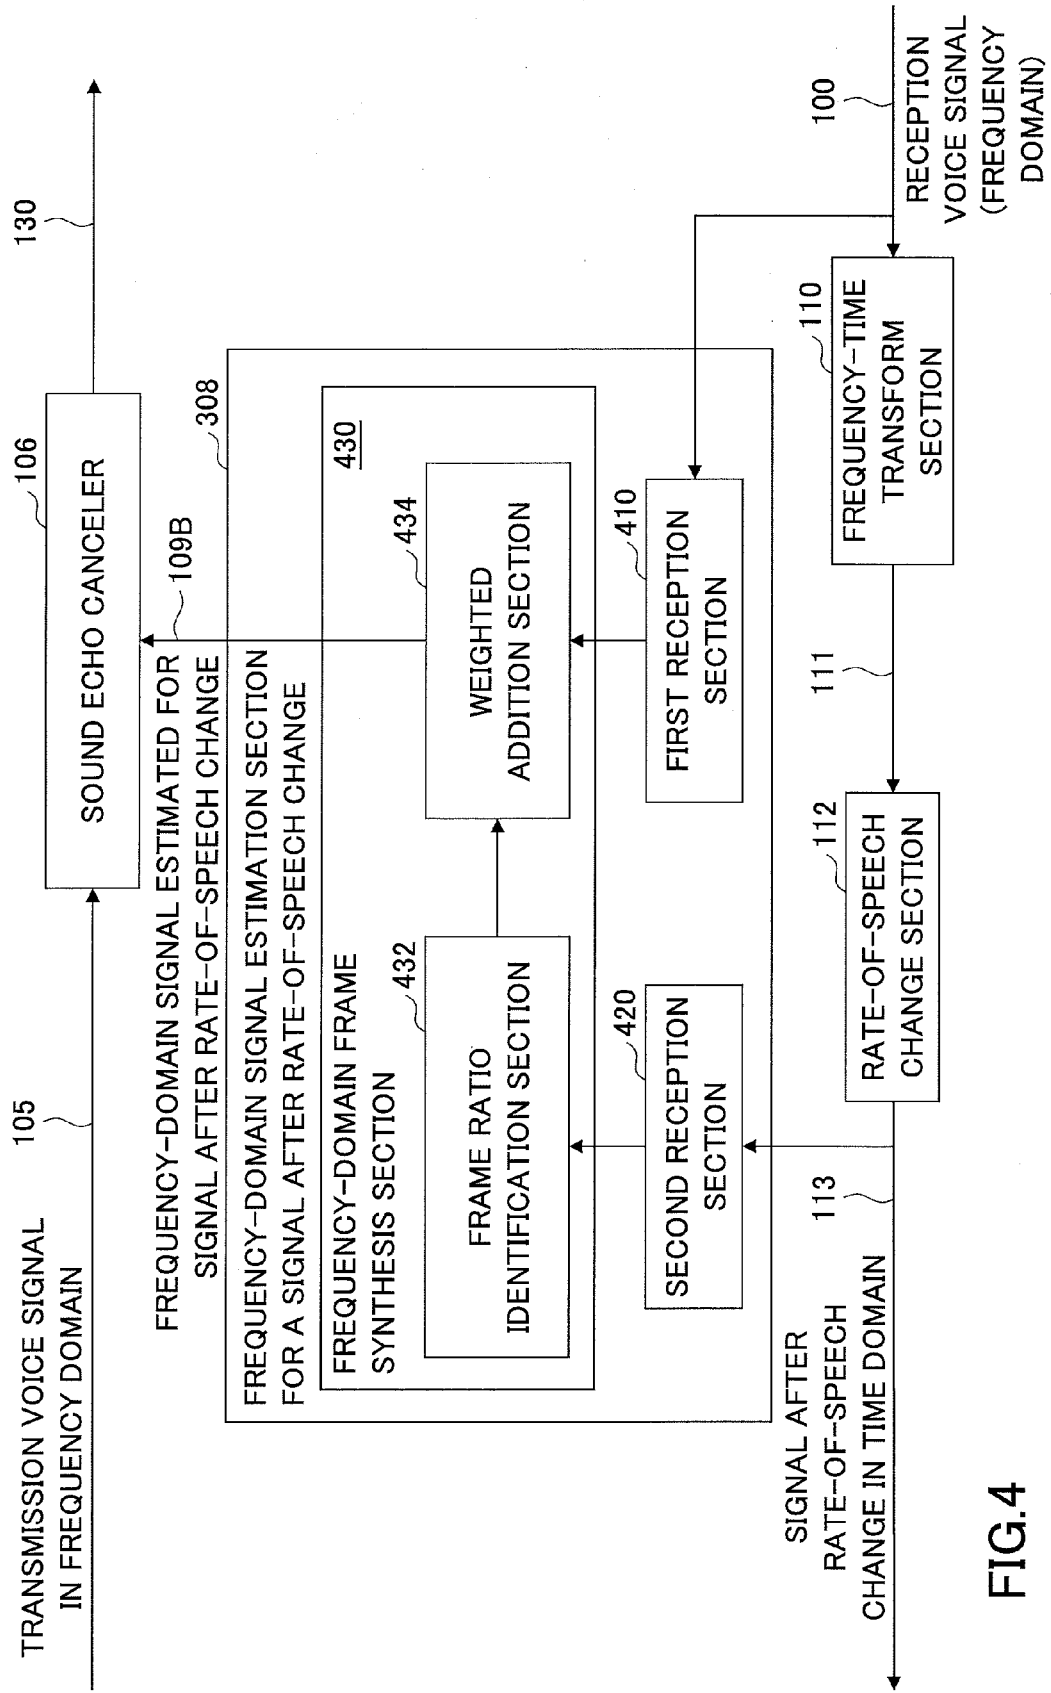 TRANSMISSION VOICE SIGNAL
IN FREQUENCY DOMAIN
105
106
SOUND ECHO CANCELER
130
FREQUENCY-DOMAIN SIGNAL ESTIMATED FOR
SIGNAL AFTER RATE-OF-SPEECH CHANGE
109B
308
FREQUENCY-DOMAIN SIGNAL ESTIMATION SECTION
FOR A SIGNAL AFTER RATE-OF-SPEECH CHANGE
FREQUENCY-DOMAIN FRAME
SYNTHESIS SECTION
430
432
FRAME RATIO
IDENTIFICATION SECTION
434
WEIGHTED
ADDITION SECTION
420
SECOND RECEPTION
SECTION
410
FIRST RECEPTION
SECTION
SIGNAL AFTER
RATE-OF-SPEECH
CHANGE IN TIME DOMAIN
113
112
RATE-OF-SPEECH
CHANGE SECTION
111
110
FREQUENCY-TIME
TRANSFORM
SECTION
100
RECEPTION
VOICE SIGNAL
(FREQUENCY
DOMAIN)
FIG.4